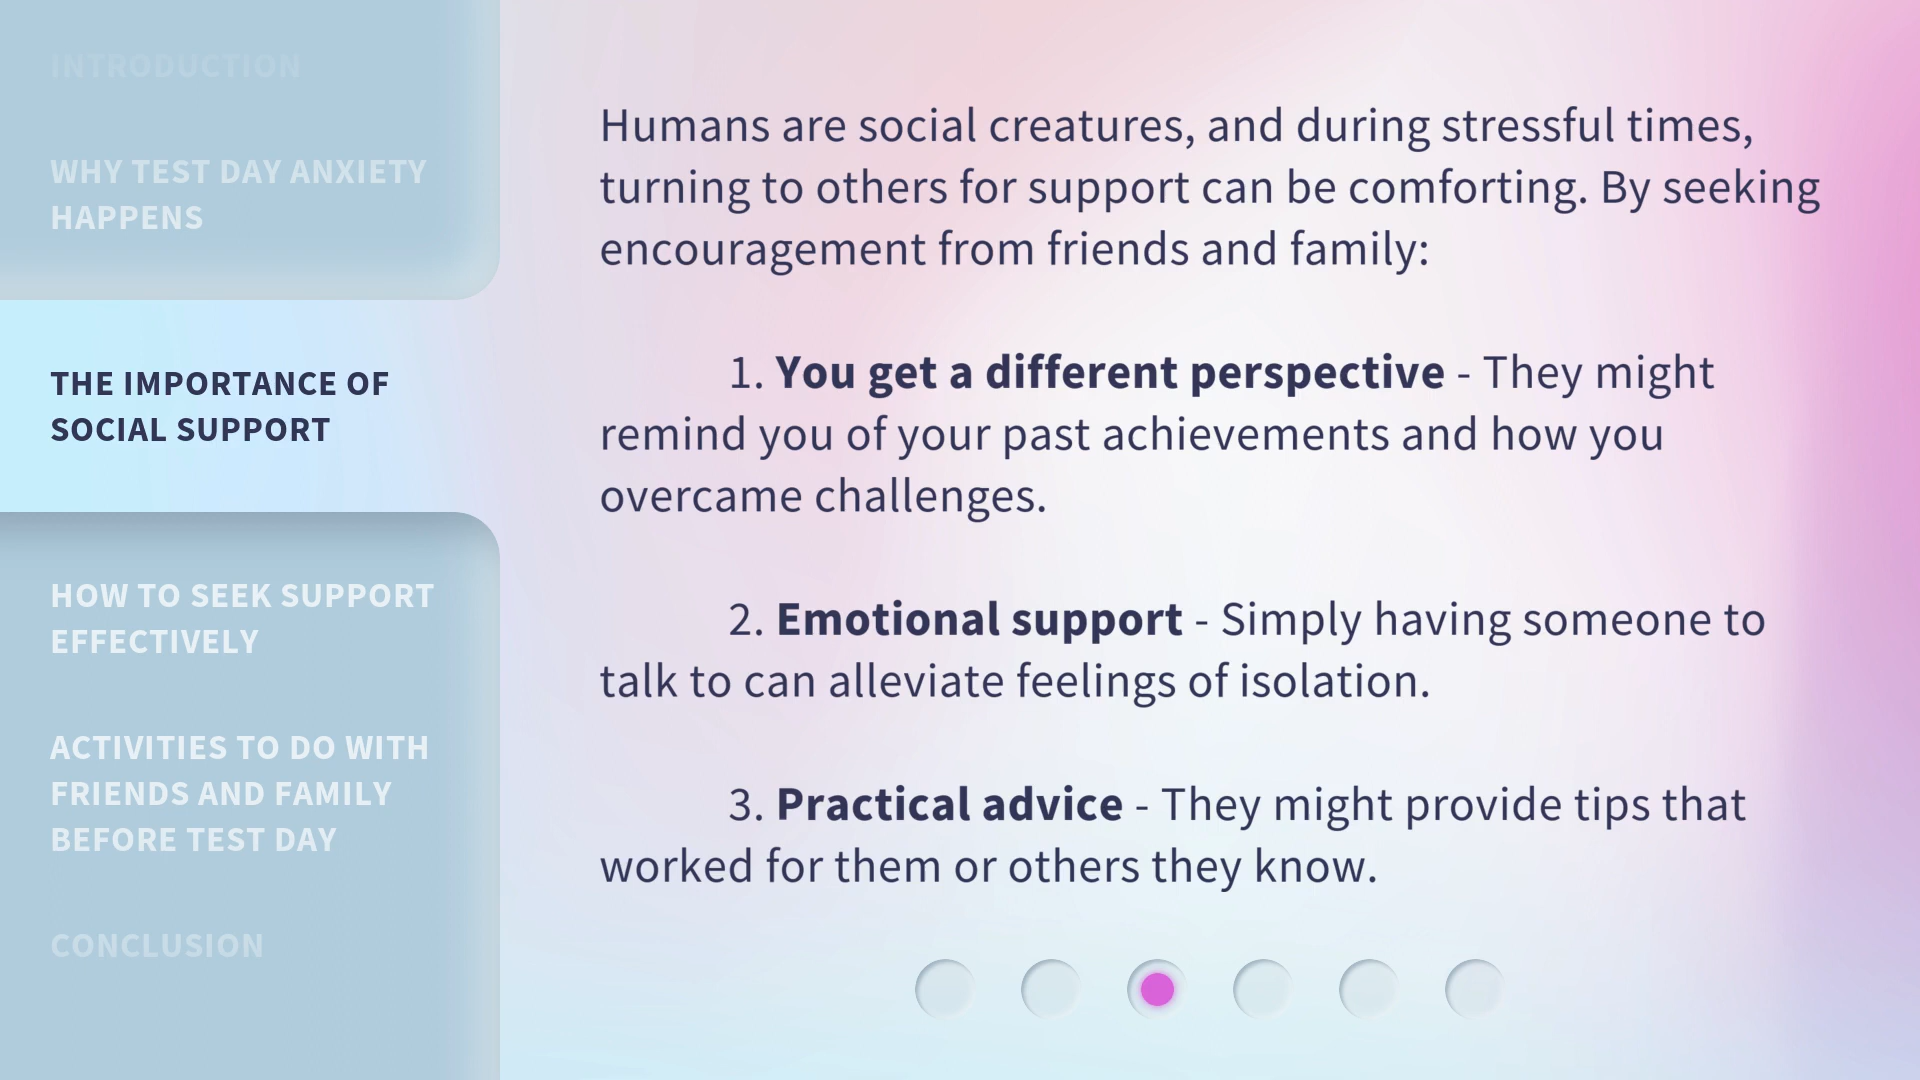 INTRODUCTION
WHY TEST DAY ANXIETY
HAPPENS
THE IMPORTANCE OF
SOCIAL SUPPORT
HOW TO SEEK SUPPORT
EFFECTIVELY
ACTIVITIES TO DO WITH
FRIENDS AND FAMILY
BEFORE TEST DAY
CONCLUSION
Humans are social creatures, and during stressful times,
turning to others for support can be comforting. By seeking
encouragement from friends and family:
1. You get a different perspective - They might
remind you of your past achievements and how you
overcame challenges.
2. Emotional support - Simply having someone to
talk to can alleviate feelings of isolation.
3. Practical advice - They might provide tips that
worked for them or others they know.